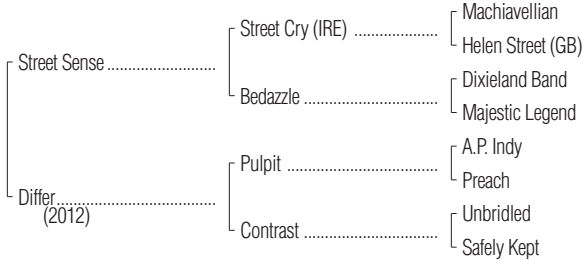 Machiavellian
Street Cry (IRE) ....................
Helen Street (GB)
Street Sense ..........................
Dixieland Band
Bedazzle ................................
Majestic Legend
A.P. Indy
Pulpit ....................................
Preach
Differ......................................
(2012)
Unbridled
Contrast ................................
Safely Kept